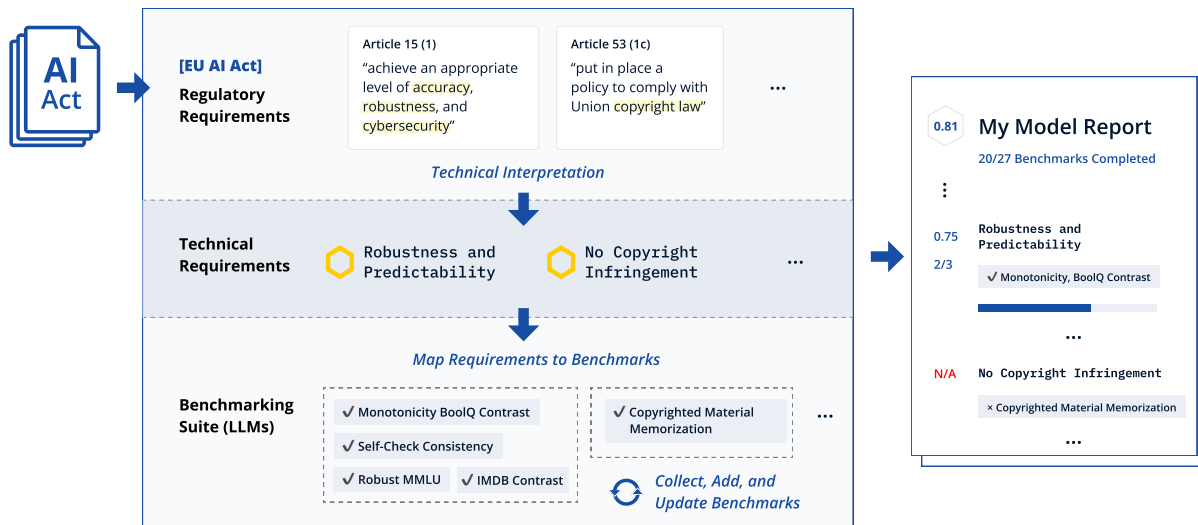 AI
Act
[EU AI Act]
Regulatory
Requirements
Article 15 (1)
“achieve an appropriate
level of accuracy,
robustness, and
cybersecurity”
Article 53 (1c)
“put in place a
policy to comply with
Union copyright law”
...
Technical Interpretation
Technical
Requirements
Robustness and
Predictability
No Copyright
Infringement
...
Map Requirements to Benchmarks
Benchmarking
Suite (LLMs)
✓ Monotonicity BoolQ Contrast
✓ Self-Check Consistency
✓ Robust MMLU
✓ IMDB Contrast
✓ Copyrighted Material
Memorization
...
Collect, Add, and
Update Benchmarks
0.81
My Model Report
20/27 Benchmarks Completed
⋮
0.75
Robustness and
Predictability
2/3
✓ Monotonicity, BoolQ Contrast
...
N/A
No Copyright Infringement
× Copyrighted Material Memorization
...